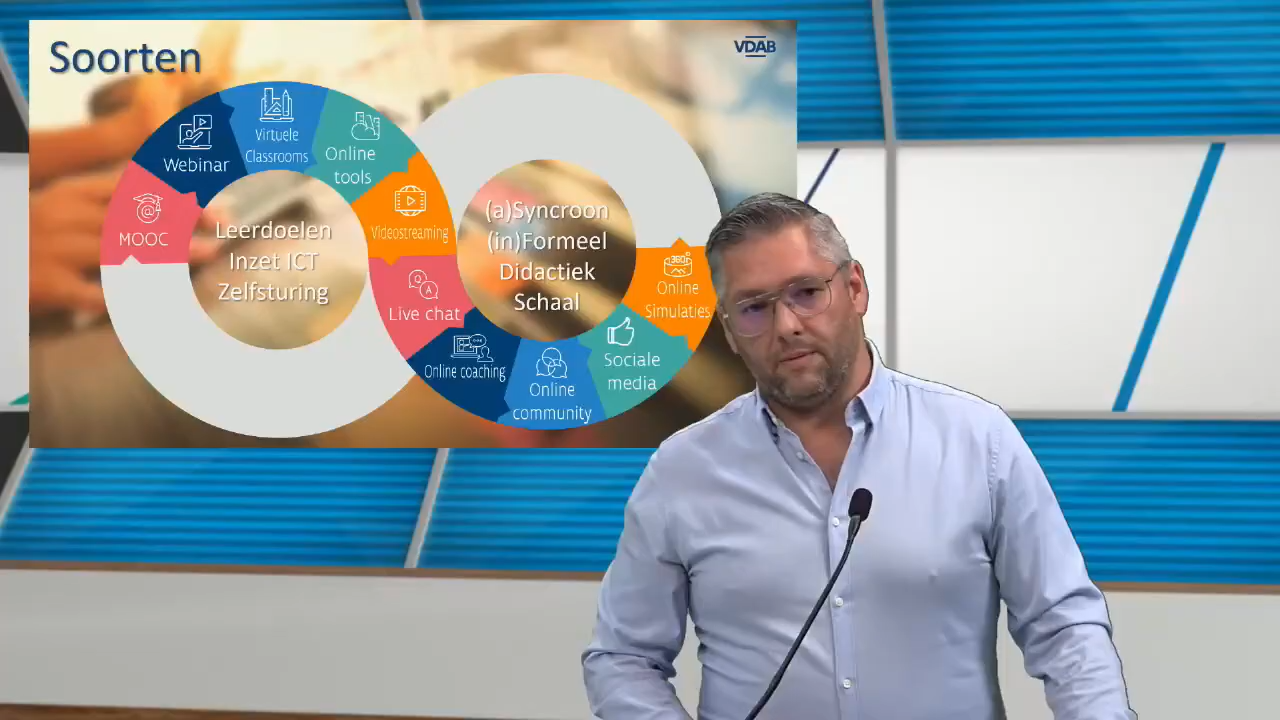 Soorten
VDAB
MOOC
Webinar
Virtuele
Classrooms
Online
tools
Videostreaming
Live chat
Online coaching
Online
community
Sociale
media
360°
Online
Simulaties
Leerdoelen
Inzet ICT
Zelfsturing
(a)Syncroon
(in)Formeel
Didactiek
Schaal
@
Q
A